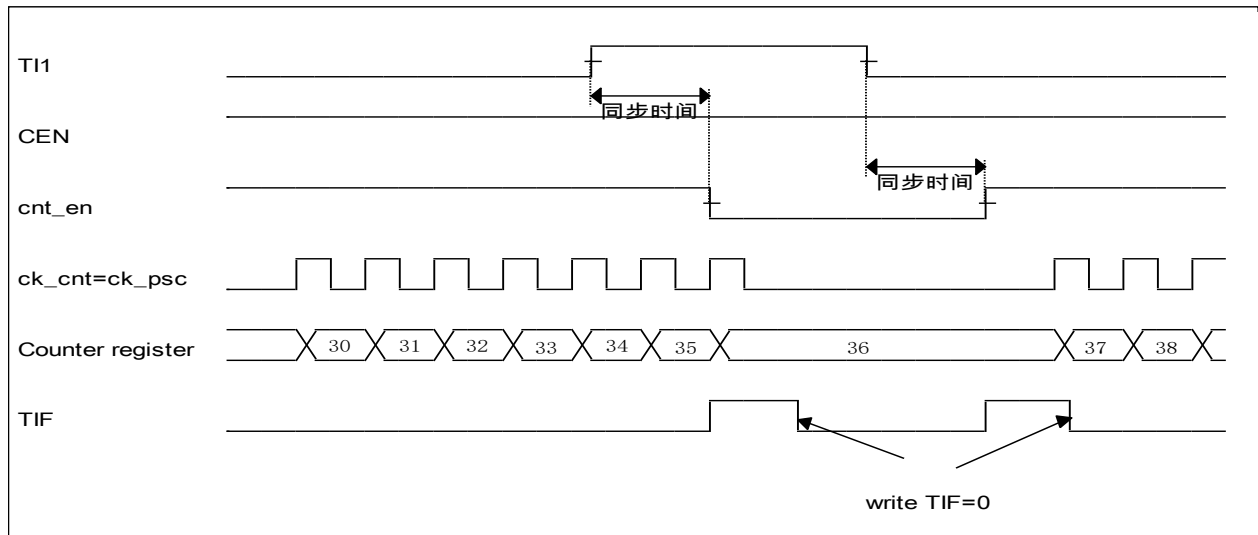 TI1
同步时间
CEN
同步时间
cnt_en
ck_cnt=ck_psc
Counter register 30 31 32 33 34 35 36 37 38
TIF
write TIF=0